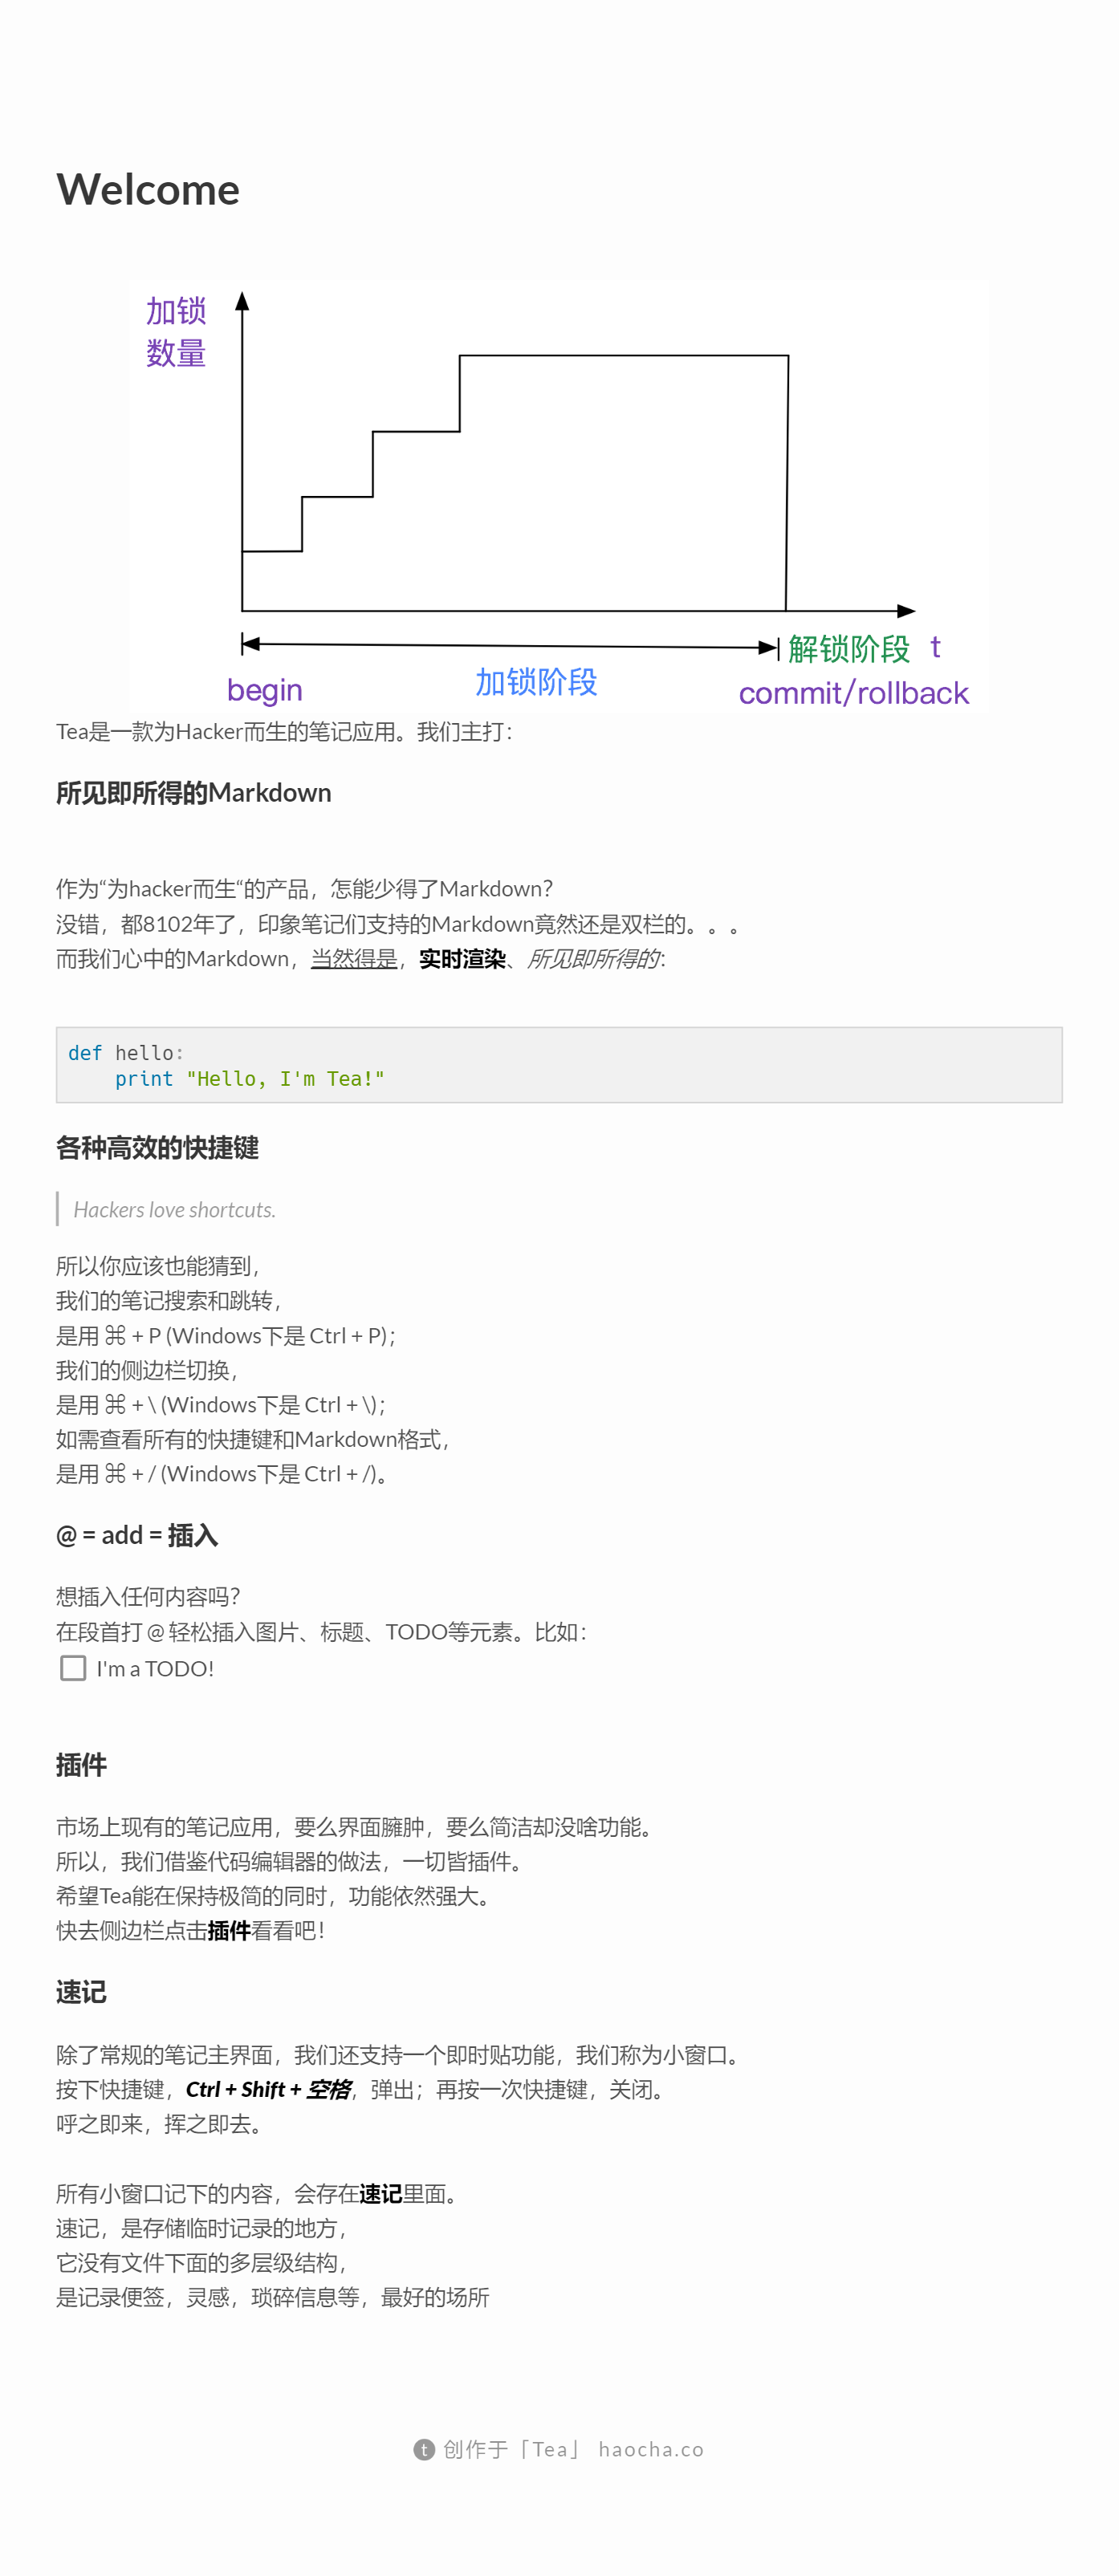 Welcome
加锁
数量
解锁阶段 t
加锁阶段
begin
commit/rollback
Tea是一款为Hacker而生的笔记应用。我们主打：
所见即所得的Markdown
作为“为hacker而生“的产品，怎能少得了Markdown？
没错，都8102年了，印象笔记们支持的Markdown竟然还是双栏的。。。
而我们心中的Markdown，当然得是，实时渲染、所见即所得的：
def hello:
    print "Hello, I'm Tea!"
各种高效的快捷键
Hackers love shortcuts.
所以你应该也能猜到，
我们的笔记搜索和跳转，
是用 ⌘ + P (Windows下是 Ctrl + P)；
我们的侧边栏切换，
是用 ⌘ + \ (Windows下是 Ctrl + \)；
如需查看所有的快捷键和Markdown格式，
是用 ⌘ + / (Windows下是 Ctrl + /)。
@ = add = 插入
想插入任何内容吗？
在段首打 @ 轻松插入图片、标题、TODO等元素。比如：
I'm a TODO!
插件
市场上现有的笔记应用，要么界面臃肿，要么简洁却没啥功能。
所以，我们借鉴代码编辑器的做法，一切皆插件。
希望Tea能在保持极简的同时，功能依然强大。
快去侧边栏点击插件看看吧！
速记
除了常规的笔记主界面，我们还支持一个即时贴功能，我们称为小窗口。
按下快捷键，Ctrl + Shift + 空格，弹出；再按一次快捷键，关闭。
呼之即来，挥之即去。
所有小窗口记下的内容，会存在速记里面。
速记，是存储临时记录的地方，
它没有文件下面的多层级结构，
是记录便签，灵感，琐碎信息等，最好的场所
t 创作于「Tea」 haocha.co